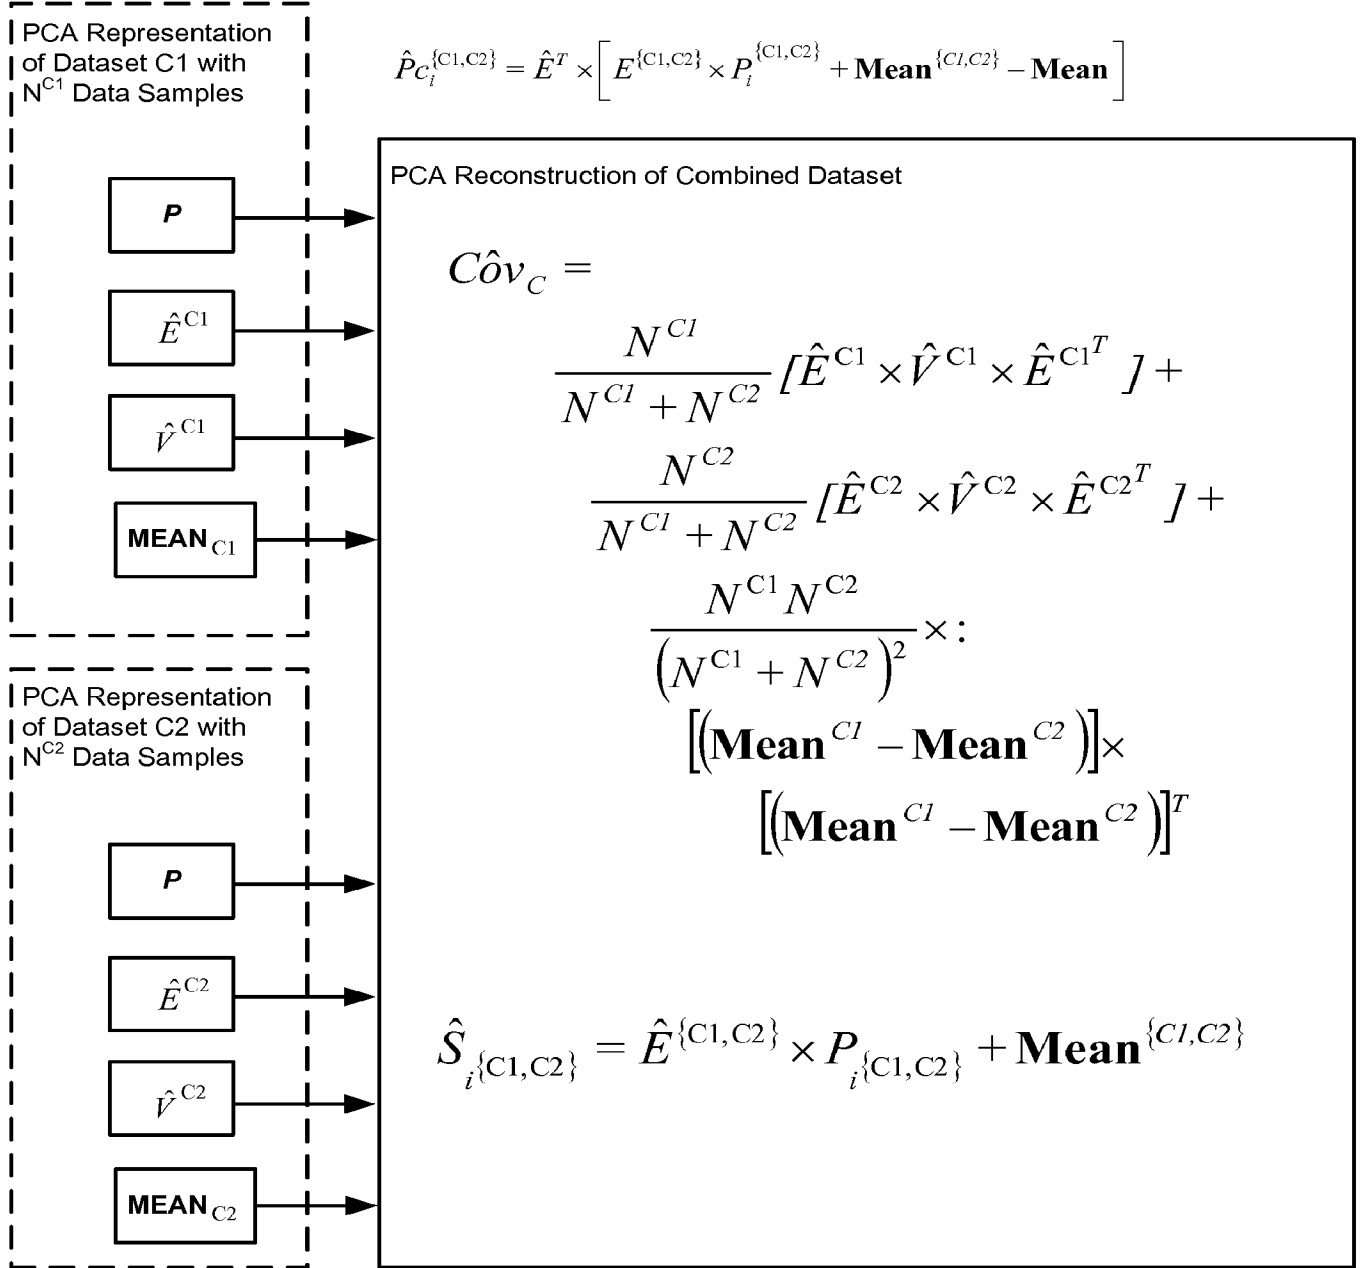 PCA Representation
of Dataset C1 with
N^C1 Data Samples
P
Ê^C1
V̂^C1
MEAN_C1
PCA Representation
of Dataset C2 with
N^C2 Data Samples
P
Ê^C2
V̂^C2
MEAN_C2
P̂c_i^{C1,C2} = Ê^T × [ E^{C1,C2} × P_i^{C1,C2} + Mean^{C1,C2} − Mean ]
PCA Reconstruction of Combined Dataset
Côv_C =
N^C1
N^C1 + N^C2 [Ê^C1 × V̂^C1 × Ê^C1^T ] +
N^C2
N^C1 + N^C2 [Ê^C2 × V̂^C2 × Ê^C2^T ] +
N^C1 N^C2
(N^C1 + N^C2)^2 × :
[(Mean^C1 − Mean^C2)] ×
[(Mean^C1 − Mean^C2)]^T
Ŝ_i{C1,C2} = Ê^{C1,C2} × P_i{C1,C2} + Mean^{C1,C2}